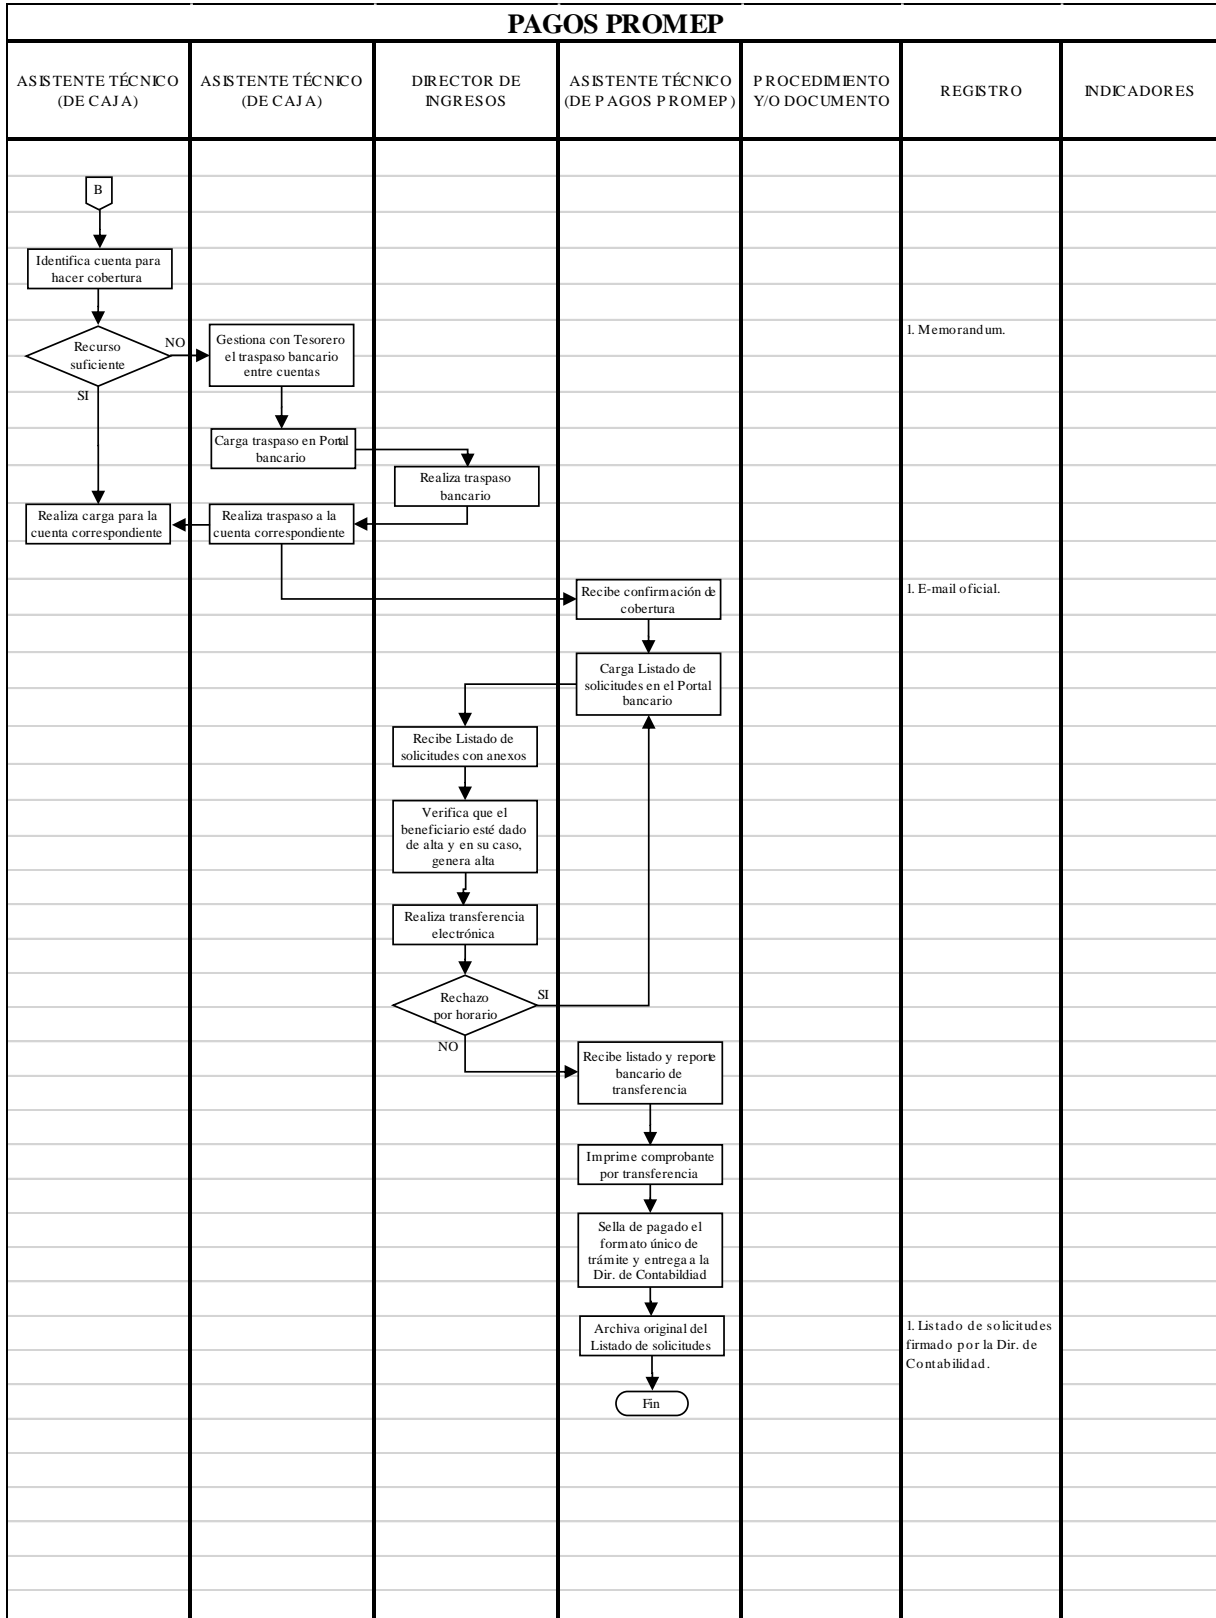 PAGOS PROMEP
ASISTENTE TÉCNICO
(DE CAJA)
ASISTENTE TÉCNICO
(DE CAJA)
DIRECTOR DE
INGRESOS
ASISTENTE TÉCNICO
(DE PAGOS PROMEP)
PROCEDIMIENTO
Y/O DOCUMENTO
REGISTRO
INDICADORES
B
Identifica cuenta para
hacer cobertura
Recurso
suficiente
NO
SI
Gestiona con Tesorero
el traspaso bancario
entre cuentas
1. Memorandum.
Carga traspaso en Portal
bancario
Realiza traspaso
bancario
Realiza carga para la
cuenta correspondiente
Realiza traspaso a la
cuenta correspondiente
Recibe confirmación de
cobertura
1. E-mail oficial.
Carga Listado de
solicitudes en el Portal
bancario
Recibe Listado de
solicitudes con anexos
Verifica que el
beneficiario esté dado
de alta y en su caso,
genera alta
Realiza transferencia
electrónica
Rechazo
por horario
SI
NO
Recibe listado y reporte
bancario de
transferencia
Imprime comprobante
por transferencia
Sella de pagado el
formato único de
trámite y entrega a la
Dir. de Contabildiad
Archiva original del
Listado de solicitudes
1. Listado de solicitudes
firmado por la Dir. de
Contabilidad.
Fin